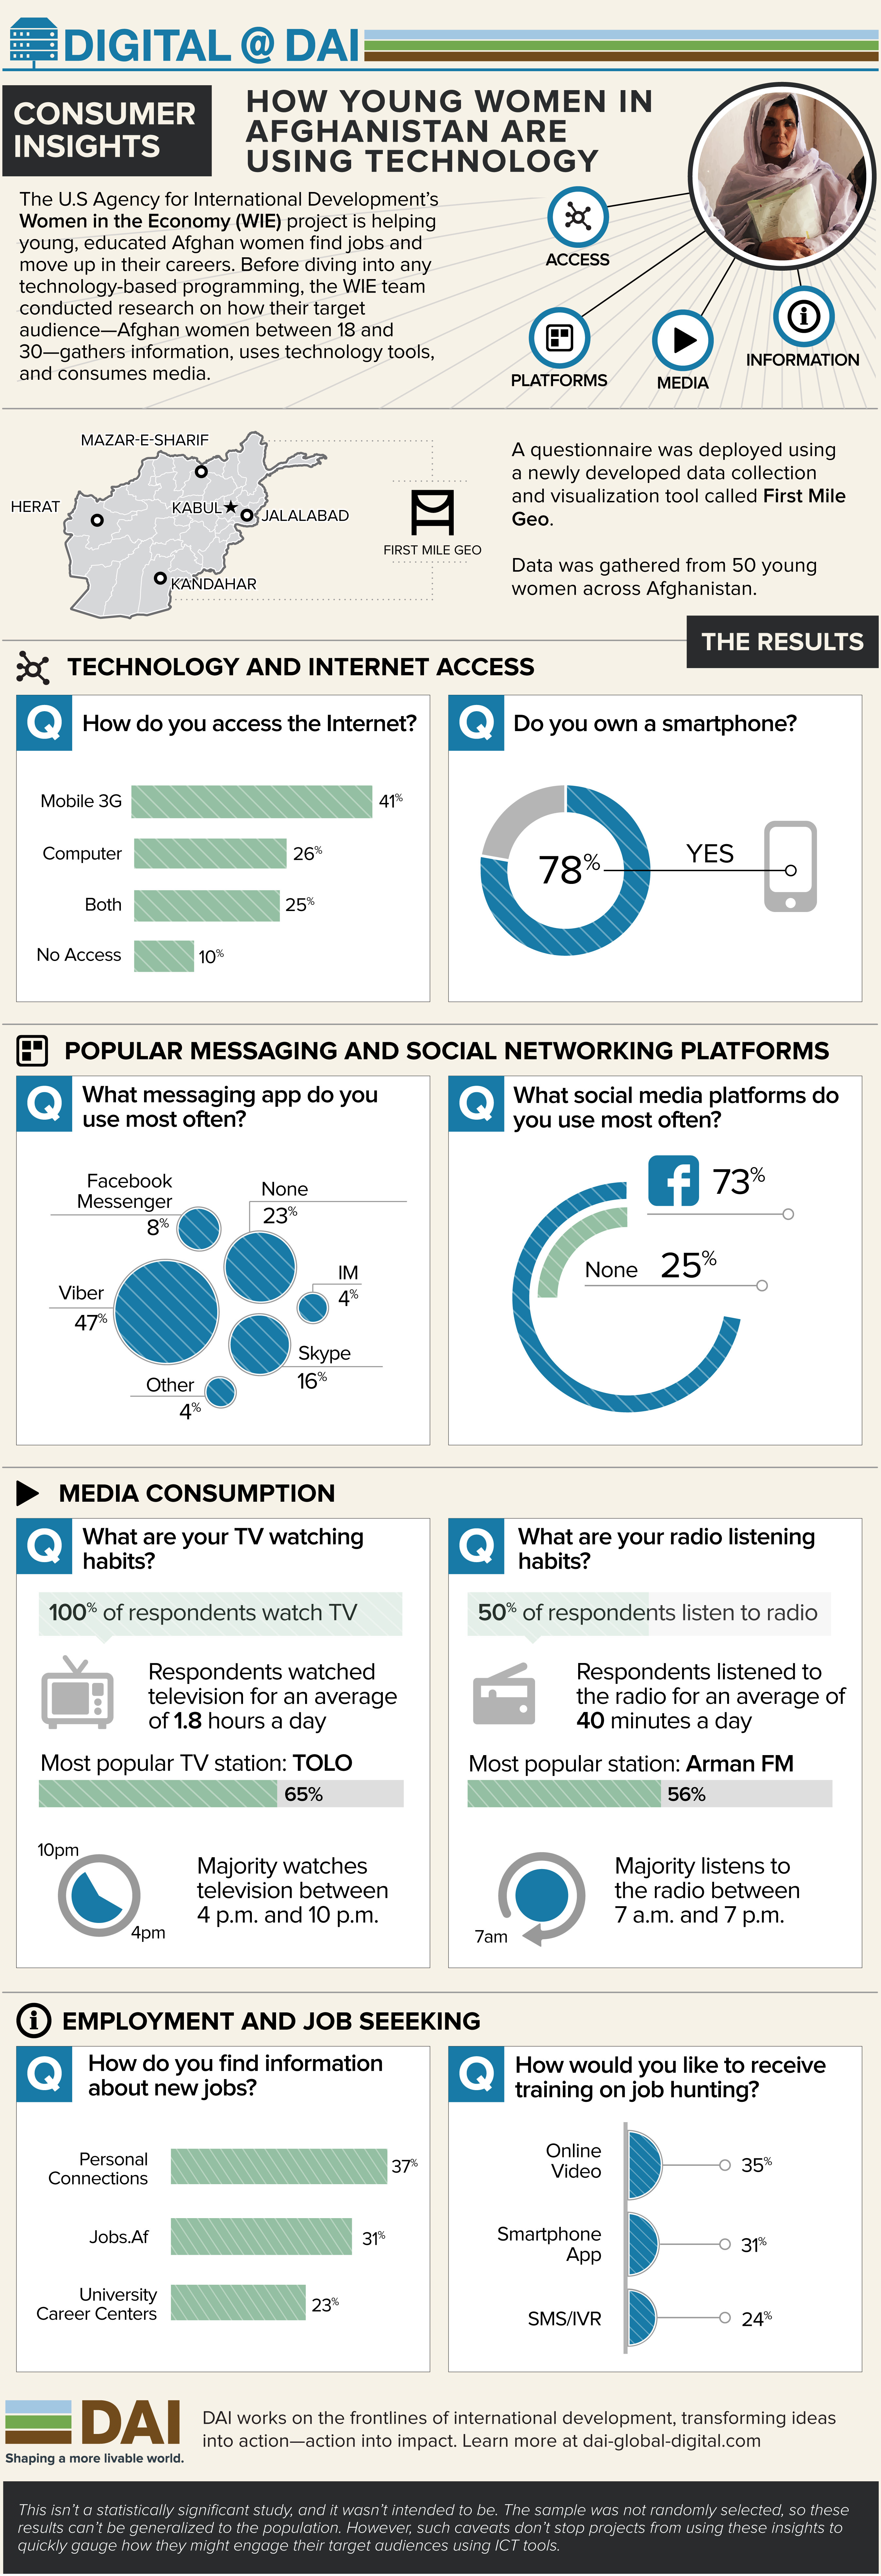 DIGITAL @ DAI
CONSUMER
INSIGHTS
HOW YOUNG WOMEN IN
AFGHANISTAN ARE
USING TECHNOLOGY
The U.S Agency for International Development's
Women in the Economy (WIE) project is helping
young, educated Afghan women find jobs and
move up in their careers. Before diving into any
technology-based programming, the WIE team
conducted research on how their target
audience—Afghan women between 18 and
30—gathers information, uses technology tools,
and consumes media.
ACCESS
PLATFORMS
MEDIA
INFORMATION
MAZAR-E-SHARIF
HERAT
KABUL
JALALABAD
KANDAHAR
FIRST MILE GEO
A questionnaire was deployed using
a newly developed data collection
and visualization tool called First Mile
Geo.
Data was gathered from 50 young
women across Afghanistan.
THE RESULTS
TECHNOLOGY AND INTERNET ACCESS
Q
How do you access the Internet?
Mobile 3G 41%
Computer 26%
Both 25%
No Access 10%
Q
Do you own a smartphone?
78% YES
POPULAR MESSAGING AND SOCIAL NETWORKING PLATFORMS
Q
What messaging app do you
use most often?
Facebook
Messenger
8%
None
23%
Viber
47%
IM
4%
Skype
16%
Other
4%
Q
What social media platforms do
you use most often?
f 73%
None 25%
MEDIA CONSUMPTION
Q
What are your TV watching
habits?
100% of respondents watch TV
Respondents watched
television for an average
of 1.8 hours a day
Most popular TV station: TOLO
65%
10pm
4pm
Majority watches
television between
4 p.m. and 10 p.m.
Q
What are your radio listening
habits?
50% of respondents listen to radio
Respondents listened to
the radio for an average of
40 minutes a day
Most popular station: Arman FM
56%
7am
Majority listens to
the radio between
7 a.m. and 7 p.m.
i
EMPLOYMENT AND JOB SEEEKING
Q
How do you find information
about new jobs?
Personal
Connections
37%
Jobs.Af 31%
University
Career Centers
23%
Q
How would you like to receive
training on job hunting?
Online
Video
35%
Smartphone
App
31%
SMS/IVR 24%
DAI
Shaping a more livable world.
DAI works on the frontlines of international development, transforming ideas
into action—action into impact. Learn more at dai-global-digital.com
This isn't a statistically significant study, and it wasn't intended to be. The sample was not randomly selected, so these
results can't be generalized to the population. However, such caveats don't stop projects from using these insights to
quickly gauge how they might engage their target audiences using ICT tools.